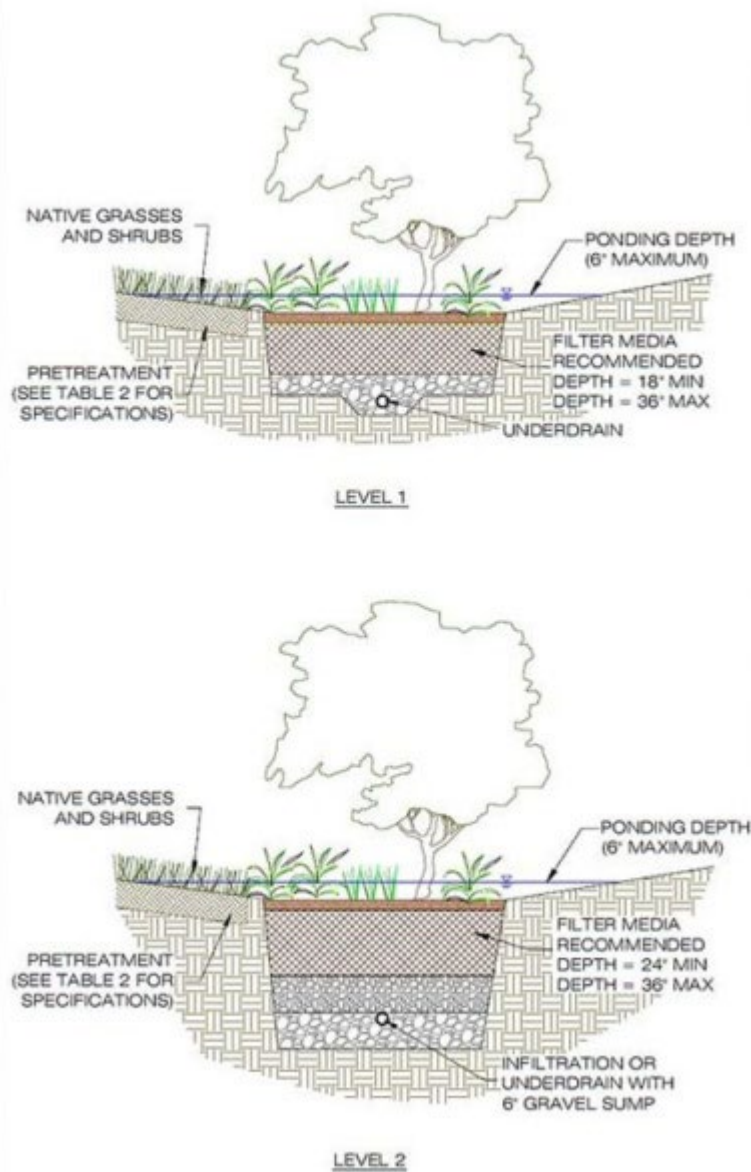 NATIVE GRASSES
AND SHRUBS
PONDING DEPTH
(6" MAXIMUM)
PRETREATMENT
(SEE TABLE 2 FOR
SPECIFICATIONS)
FILTER MEDIA
RECOMMENDED
DEPTH = 18" MIN
DEPTH = 36" MAX
UNDERDRAIN
LEVEL 1
NATIVE GRASSES
AND SHRUBS
PONDING DEPTH
(6" MAXIMUM)
PRETREATMENT
(SEE TABLE 2 FOR
SPECIFICATIONS)
FILTER MEDIA
RECOMMENDED
DEPTH = 24" MIN
DEPTH = 36" MAX
INFILTRATION OR
UNDERDRAIN WITH
6" GRAVEL SUMP
LEVEL 2